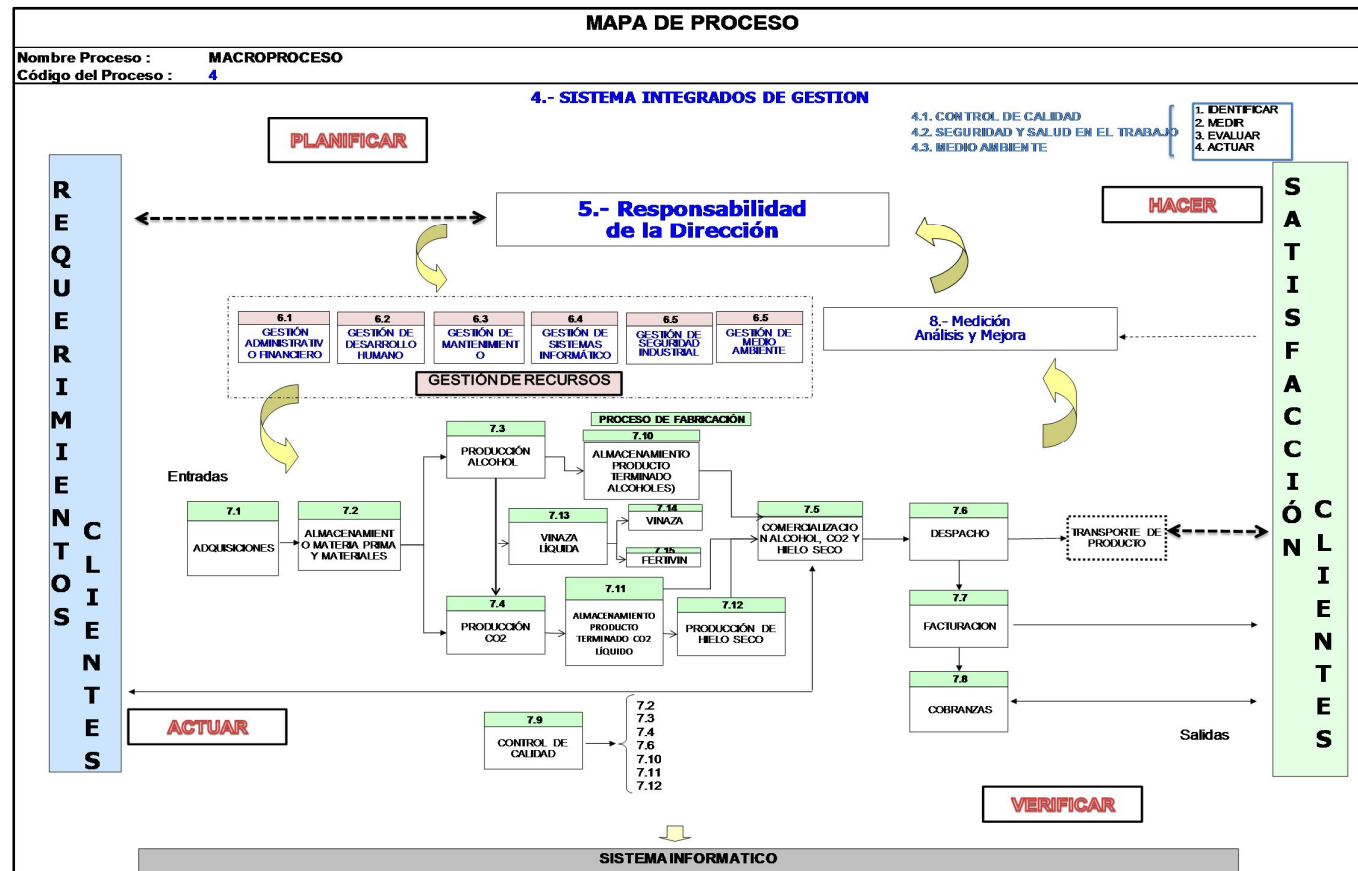 MAPA DE PROCESO
Nombre Proceso : MACROPROCESO
Código del Proceso : 4
4.- SISTEMA INTEGRADOS DE GESTION
4.1. CONTROL DE CALIDAD
4.2. SEGURIDAD Y SALUD EN EL TRABAJO
4.3. MEDIO AMBIENTE
1. IDENTIFICAR
2. MEDIR
3. EVALUAR
4. ACTUAR
PLANIFICAR
HACER
REQUERIMIENTOS
CLIENTES
5.- Responsabilidad
de la Dirección
SATISFACCIÓN
CLIENTES
6.1
GESTIÓN
ADMINISTRATIV
O FINANCIERO
6.2
GESTIÓN DE
DESARROLLO
HUMANO
6.3
GESTIÓN DE
MANTENIMIENT
O
6.4
GESTIÓN DE
SISTEMAS
INFORMÁTICO
6.5
GESTIÓN DE
SEGURIDAD
INDUSTRIAL
6.5
GESTIÓN DE
MEDIO
AMBIENTE
GESTIÓN DE RECURSOS
8.- Medición
Análisis y Mejora
PROCESO DE FABRICACIÓN
Entradas
7.1
ADQUISICIONES
7.2
ALMACENAMIENT
O MATERIA PRIMA
Y MATERIALES
7.3
PRODUCCIÓN
ALCOHOL
7.10
ALMACENAMIENTO
PRODUCTO
TERMINADO
ALCOHOLES)
7.13
VINAZA
LÍQUIDA
7.14
VINAZA
7.15
FERTIVIN
7.4
PRODUCCIÓN
CO2
7.11
ALMACENAMIENTO
PRODUCTO
TERMINADO CO2
LÍQUIDO
7.12
PRODUCCIÓN DE
HIELO SECO
7.5
COMERCIALIZACIO
N ALCOHOL, CO2 Y
HIELO SECO
7.6
DESPACHO
TRANSPORTE DE
PRODUCTO
7.7
FACTURACION
7.8
COBRANZAS
Salidas
ACTUAR
7.9
CONTROL DE
CALIDAD
7.2
7.3
7.4
7.6
7.10
7.11
7.12
VERIFICAR
SISTEMA INFORMATICO